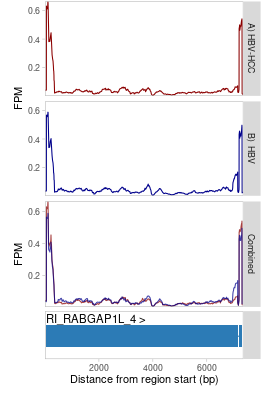 0.6
0.4
0.2
A) HBV-HCC
FPM
0.6
0.4
0.2
B) HBV
0.6
0.4
0.2
Combined
FPM
RI_RABGAP1L_4 >
2000 4000 6000
Distance from region start (bp)